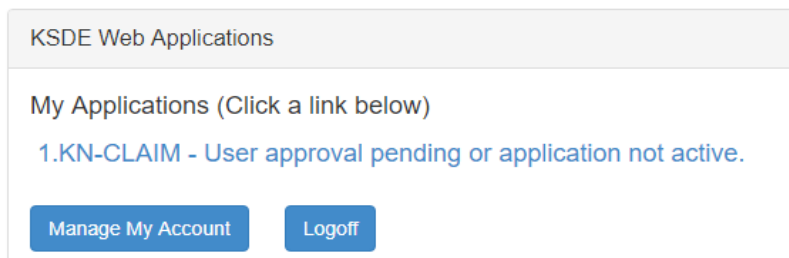 KSDE Web Applications
My Applications (Click a link below)
1.KN-CLAIM - User approval pending or application not active.
Manage My Account
Logoff